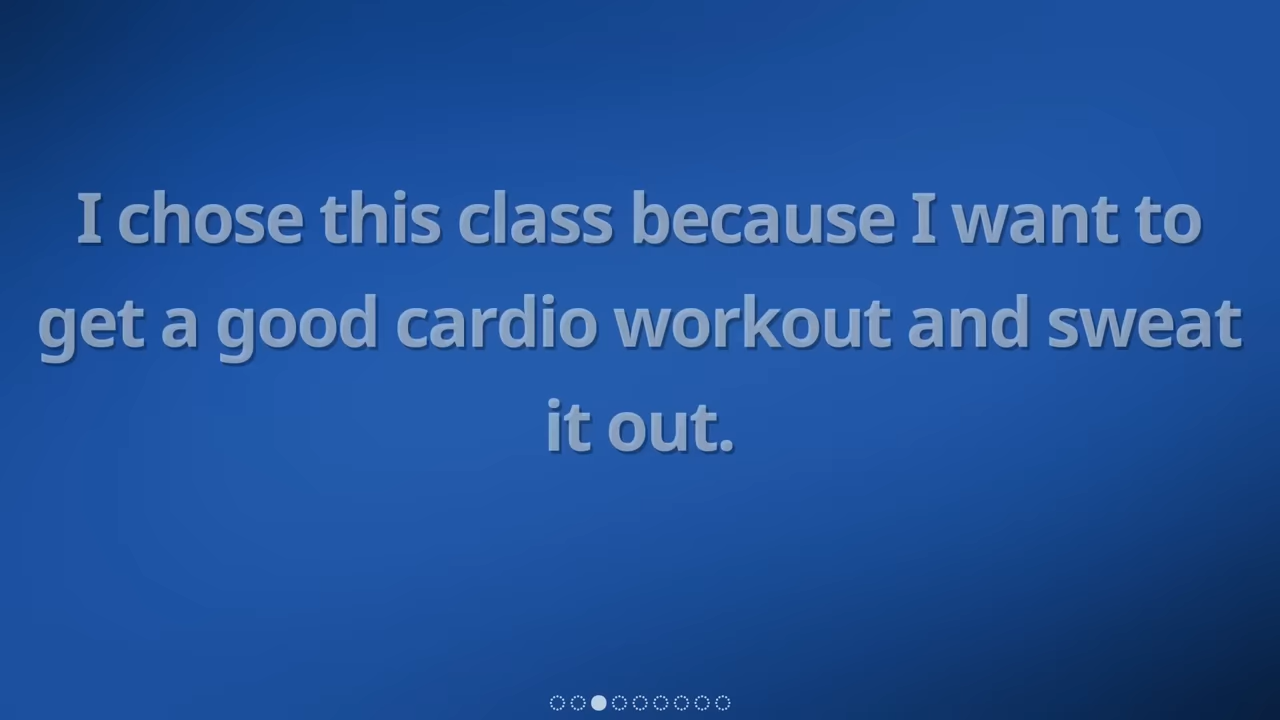 I chose this class because I want to
get a good cardio workout and sweat
it out.